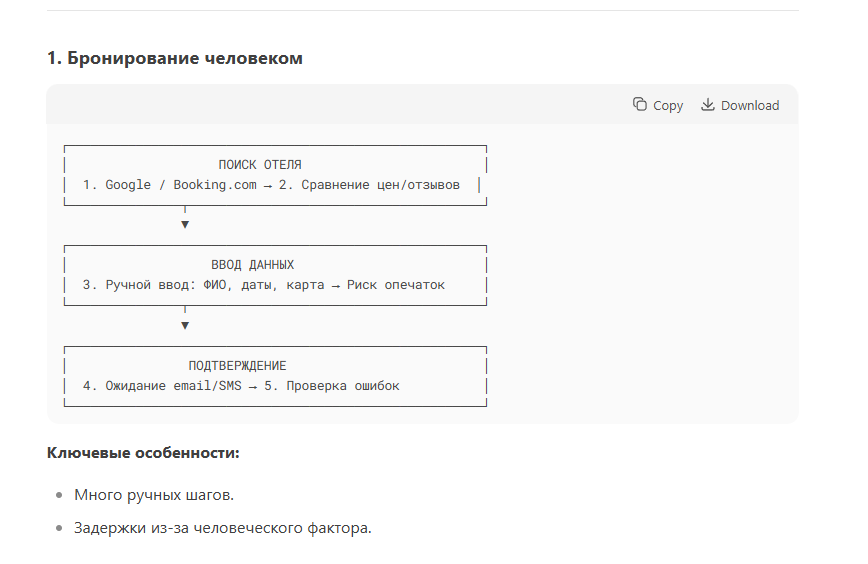 1. Бронирование человеком
Copy Download
ПОИСК ОТЕЛЯ
1. Google / Booking.com → 2. Сравнение цен/отзывов
▼
ВВОД ДАННЫХ
3. Ручной ввод: ФИО, даты, карта → Риск опечаток
▼
ПОДТВЕРЖДЕНИЕ
4. Ожидание email/SMS → 5. Проверка ошибок
Ключевые особенности:
• Много ручных шагов.
• Задержки из-за человеческого фактора.